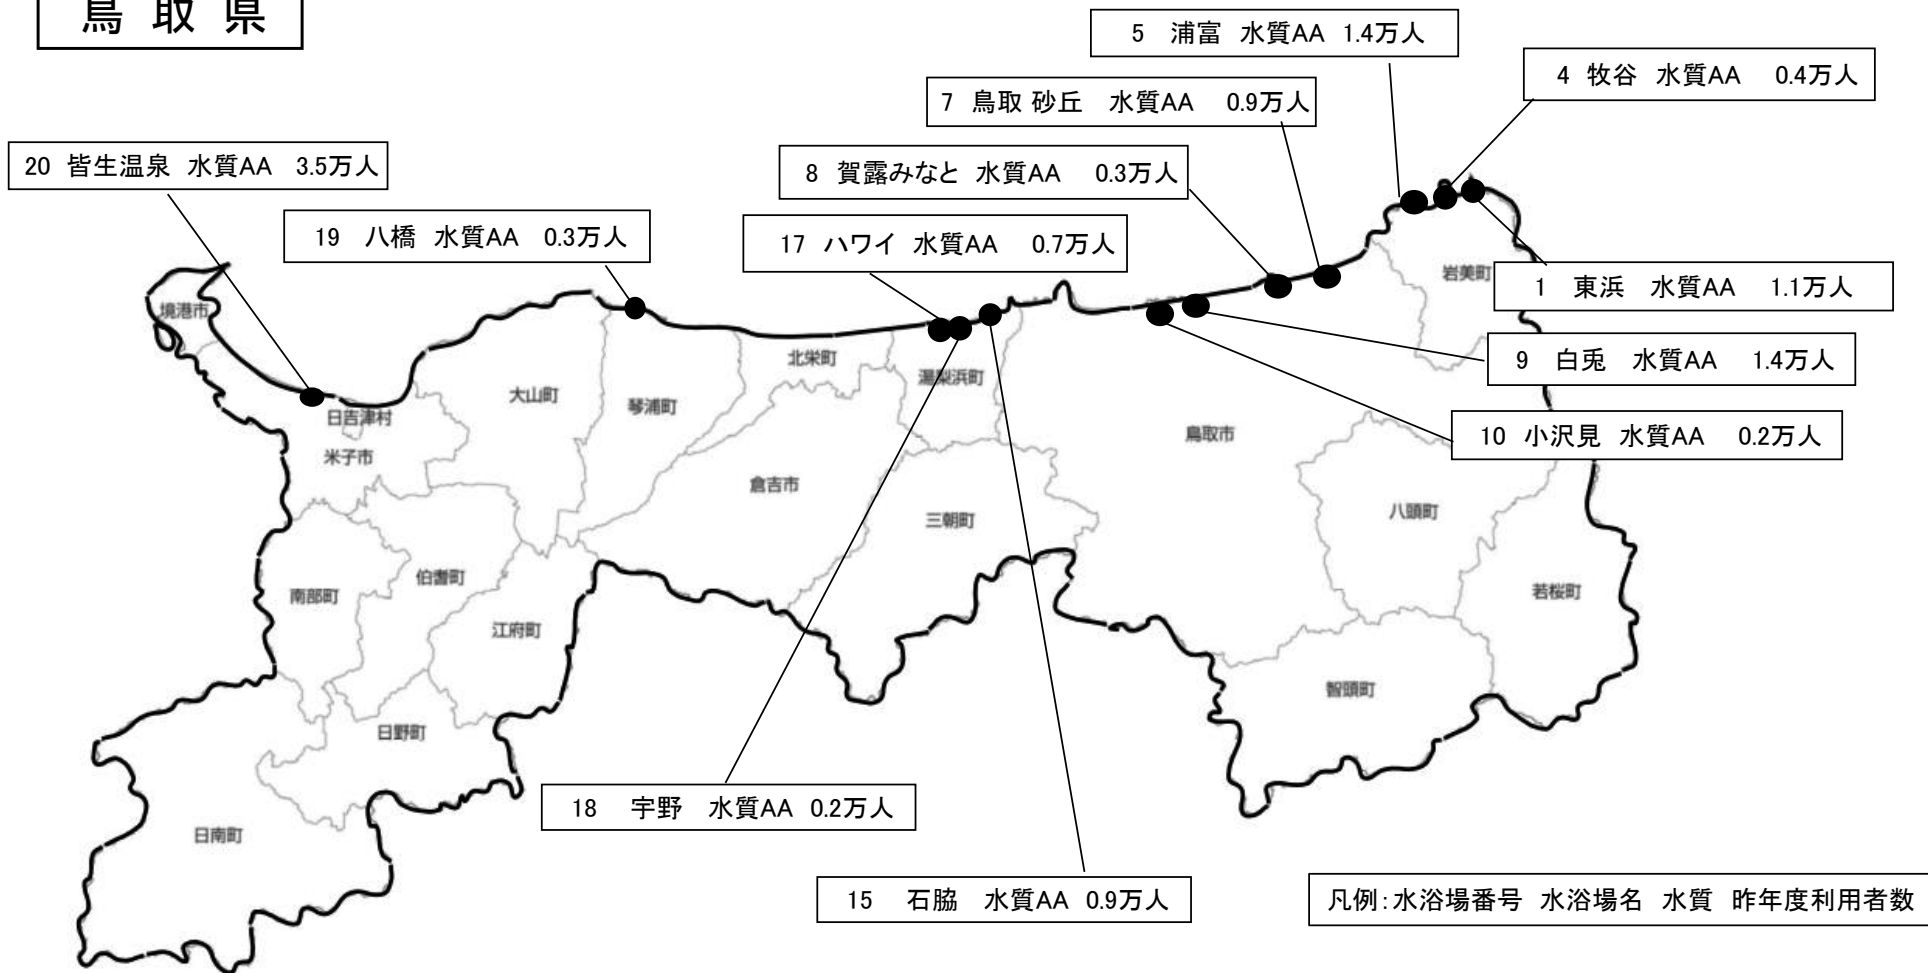 鳥 取 県
5 浦富 水質AA 1.4万人
4 牧谷 水質AA 0.4万人
7 鳥取 砂丘 水質AA 0.9万人
20 皆生温泉 水質AA 3.5万人
8 賀露みなと 水質AA 0.3万人
19 八橋 水質AA 0.3万人
17 ハワイ 水質AA 0.7万人
1 東浜 水質AA 1.1万人
9 白兎 水質AA 1.4万人
10 小沢見 水質AA 0.2万人
境港市
岩美町
北栄町
湯梨浜町
大山町
琴浦町
日吉津村
米子市
鳥取市
倉吉市
三朝町
八頭町
伯耆町
南部町
若桜町
江府町
智頭町
日野町
日南町
18 宇野 水質AA 0.2万人
15 石脇 水質AA 0.9万人
凡例:水浴場番号 水浴場名 水質 昨年度利用者数